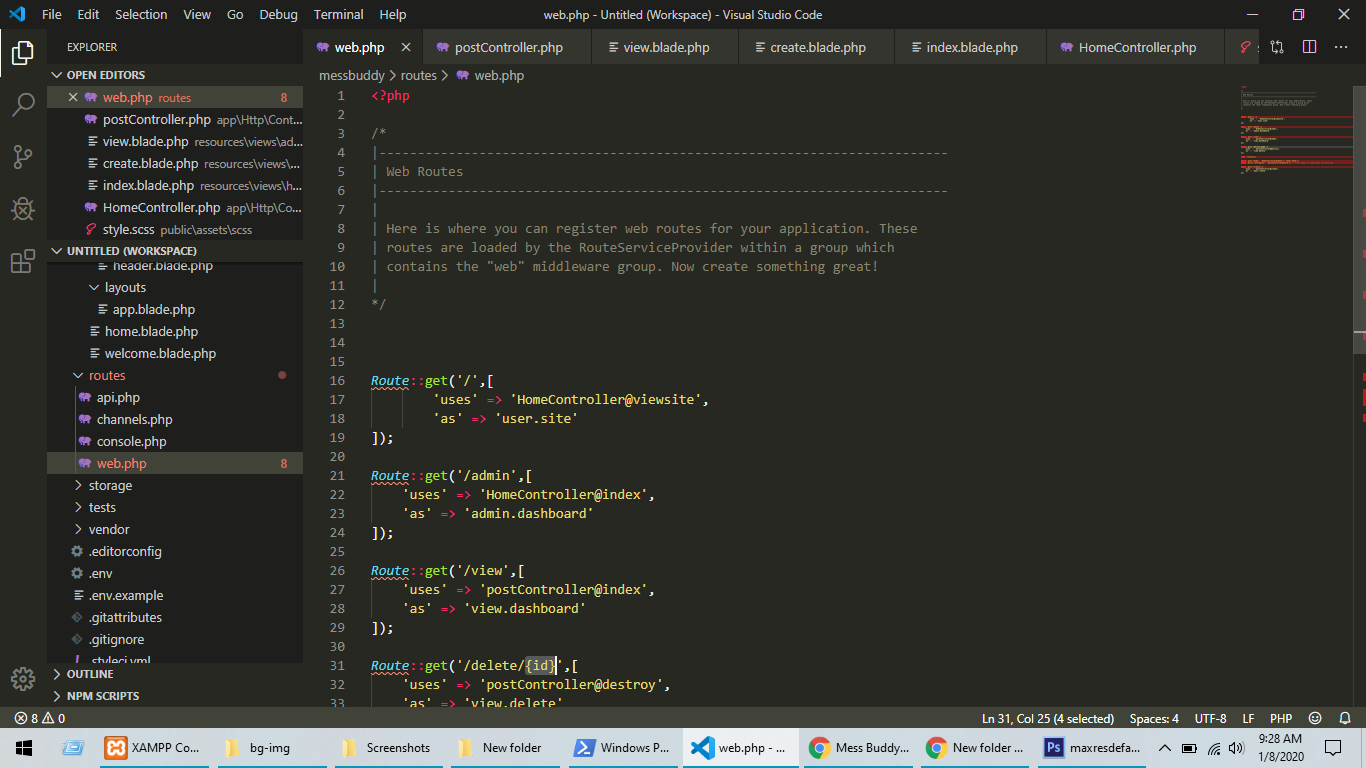 File Edit Selection View Go Debug Terminal Help web.php - Untitled (Workspace) - Visual Studio Code
EXPLORER
OPEN EDITORS
web.php routes 8
postController.php app\Http\Cont...
view.blade.php resources\views\ad...
create.blade.php resources\views\...
index.blade.php resources\views\h...
HomeController.php app\Http\Co...
style.scss public\assets\scss
UNTITLED (WORKSPACE)
header.blade.php
layouts
app.blade.php
home.blade.php
welcome.blade.php
routes
api.php
channels.php
console.php
web.php 8
storage
tests
vendor
.editorconfig
.env
.env.example
.gitattributes
.gitignore
.styleci.yml
OUTLINE
NPM SCRIPTS
web.php postController.php view.blade.php create.blade.php index.blade.php HomeController.php
messbuddy > routes > web.php
1 <?php
2
3 /*
4 |--------------------------------------------------------------------------
5 | Web Routes
6 |--------------------------------------------------------------------------
7 |
8 | Here is where you can register web routes for your application. These
9 | routes are loaded by the RouteServiceProvider within a group which
10 | contains the "web" middleware group. Now create something great!
11 |
12 */
13
14
15
16 Route::get('/',[
17 'uses' => 'HomeController@viewsite',
18 'as' => 'user.site'
19 ]);
20
21 Route::get('/admin',[
22 'uses' => 'HomeController@index',
23 'as' => 'admin.dashboard'
24 ]);
25
26 Route::get('/view',[
27 'uses' => 'postController@index',
28 'as' => 'view.dashboard'
29 ]);
30
31 Route::get('/delete/{id}',[
32 'uses' => 'postController@destroy',
33 'as' => 'view.delete'
8 0 Ln 31, Col 25 (4 selected) Spaces: 4 UTF-8 LF PHP
XAMPP Co... bg-img Screenshots New folder Windows P... web.php - ... Mess Buddy... New folder ... Ps maxresdefa... 9:28 AM
1/8/2020